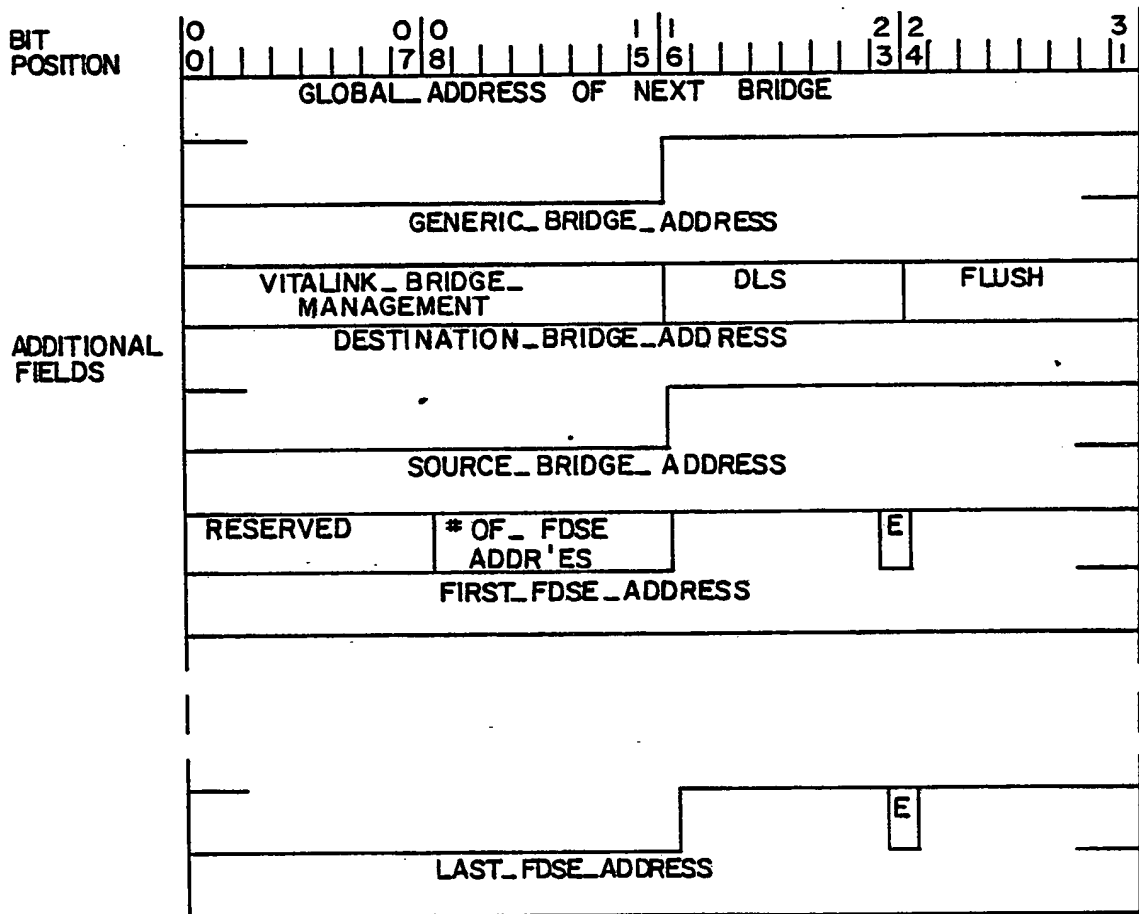 BIT POSITION
0 0 0 1 1 2 2 3
0 7 8 5 6 3 4 1
GLOBAL_ADDRESS OF NEXT BRIDGE
GENERIC_BRIDGE_ADDRESS
VITALINK_BRIDGE_ MANAGEMENT
DLS
FLUSH
DESTINATION_BRIDGE_ADDRESS
ADDITIONAL FIELDS
SOURCE_BRIDGE_ADDRESS
RESERVED
# OF_ FDSE ADDR'ES
E
FIRST_FDSE_ADDRESS
E
LAST_FDSE_ADDRESS